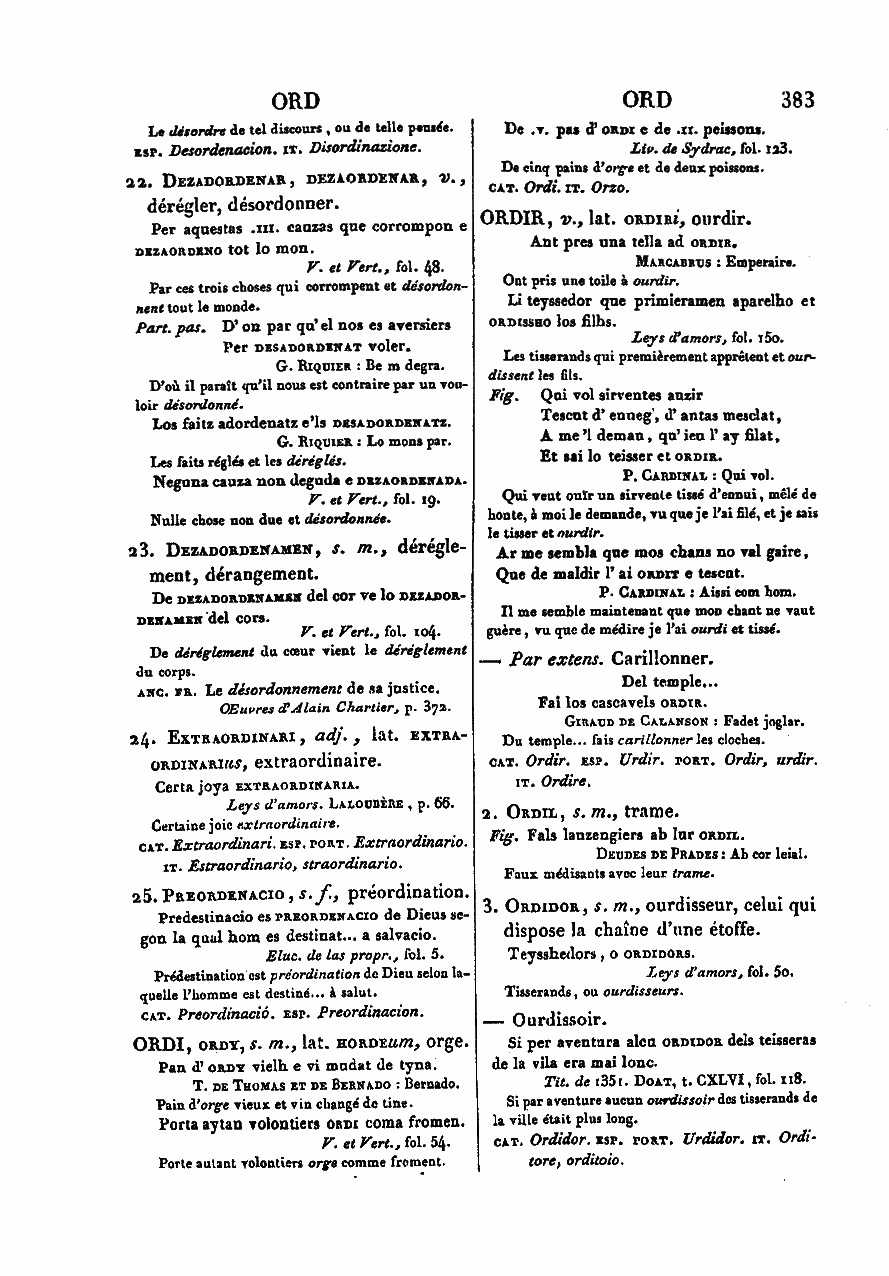 ORD
ORD 383
Le désordre de tel discours, ou de telle pensée.
ESP. Desordenacion. IT. Disordinazione.
22. DEZADORDENAR, DEZAORDENAR, v.,
dérégler, désordonner.
Per aquestas .III. cauzas que corrompon e
DEZAORDENO tot lo mon.
V. et Vert., fol. 48.
Par ces trois choses qui corrompent et désordon-
nent tout le monde.
Part. pas. D' on par qu'el nos es aversiers
Per DESADORDENAT voler.
G. RIQUIER : Be m degra.
D'où il paraît qu'il nous est contraire par un vou-
loir désordonné.
Los faitz adordenatz e'ls DESADORDENATZ.
G. RIQUIER : Lo mons par.
Les faits réglés et les déréglés.
Neguna cauza non deguda e DEZAORDENADA.
V. et Vert., fol. 19.
Nulle chose non due et désordonnée.
23. DEZADORDENAMEN, s. m., dérégle-
ment, dérangement.
De DEZADORDENAMEN del cor ve lo DEZADOR-
DENAMEN del cors.
V. et Vert., fol. 104.
De déréglement du cœur vient le déréglement
du corps.
ANC. FR. Le désordonnement de sa justice.
OEuvres d'Alain Chartier, p. 372.
24. EXTRAORDINARI, adj., lat. EXTRA-
ORDINARIus, extraordinaire.
Certa joya EXTRAORDINARIA.
Leys d'amors. LALOUBÈRE, p. 66.
Certaine joie extraordinaire.
CAT. Extraordinari. ESP. PORT. Extraordinario.
IT. Estraordinario, straordinario.
25. PREORDENACIO, s. f., préordination.
Predestinacio es PREORDENACIO de Dieus se-
gon la qual hom es destinat... a salvacio.
Eluc. de las propr., fol. 5.
Prédestination est préordination de Dieu selon la-
quelle l'homme est destiné... à salut.
CAT. Preordinació. ESP. Preordinacion.
ORDI, ORDY, s. m., lat. HORDEum, orge.
Pan d' ORDY vielh e vi mudat de tyna.
T. DE THOMAS ET DE BERNADO : Bernado.
Pain d'orge vieux et vin changé de tine.
Porta aytan volontiers ORDI coma fromen.
V. et Vert., fol. 54.
Porte autant volontiers orge comme froment.
De .V. pas d' ORDI e de .II. peissons.
Liv. de Sydrac, fol. 123.
De cinq pains d'orge et de deux poissons.
CAT. Ordi. IT. Orzo.
ORDIR, v., lat. ORDIRi, ourdir.
Ant pres una tella ad ORDIR.
MARCABRUS : Emperaire.
Ont pris une toile à ourdir.
Li teyssedor que primieramen aparelho et
ORDISSHO los filhs.
Leys d'amors, fol. 150.
Les tisserands qui premièrement apprêtent et our-
dissent les fils.
Fig. Qui vol sirventes auzir
Tescut d' enueg, d' antas mesclat,
A me 'l deman, qu' ieu l' ay filat,
Et sai lo teisser et ORDIR.
P. CARDINAL : Qui vol.
Qui veut ouïr un sirvente tissé d'ennui, mêlé de
honte, à moi le demande, vu que je l'ai filé, et je sais
le tisser et ourdir.
Ar me sembla que mos chans no val gaire,
Que de maldir l' ai ORDIT e tescut.
P. CARDINAL : Aissi com hom.
Il me semble maintenant que mon chant ne vaut
guère, vu que de médire je l'ai ourdi et tissé.
— Par extens. Carillonner.
Del temple...
Fai los cascavels ORDIR.
GIRAUD DE CALANSON : Fadet joglar.
Du temple... fais carillonner les cloches.
CAT. Ordir. ESP. Urdir. PORT. Ordir, urdir.
IT. Ordire.
2. ORDIL, s. m., trame.
Fig. Fals lauzengiers ab lur ORDIL.
DEUDES DE PRADES : Ab cor leial.
Faux médisants avec leur trame.
3. ORDIDOR, s. m., ourdisseur, celui qui
dispose la chaîne d'une étoffe.
Teysshedors, o ORDIDORS.
Leys d'amors, fol. 50.
Tisserands, ou ourdisseurs.
— Ourdissoir.
Si per aventura alcu ORDIDOR dels teisseras
de la vila era mai lonc.
Tit. de 1351. DOAT, t. CXLVI, fol. 118.
Si par aventure aucun ourdissoir des tisserands de
la ville était plus long.
CAT. Ordidor. ESP. PORT. Urdidor. IT. Ordi-
tore, orditoio.